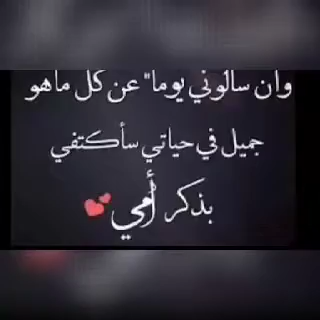 وان سالوني يوما" عن كل ماهو
جميل في حياتي سأكتفي
بذكر أمي💕